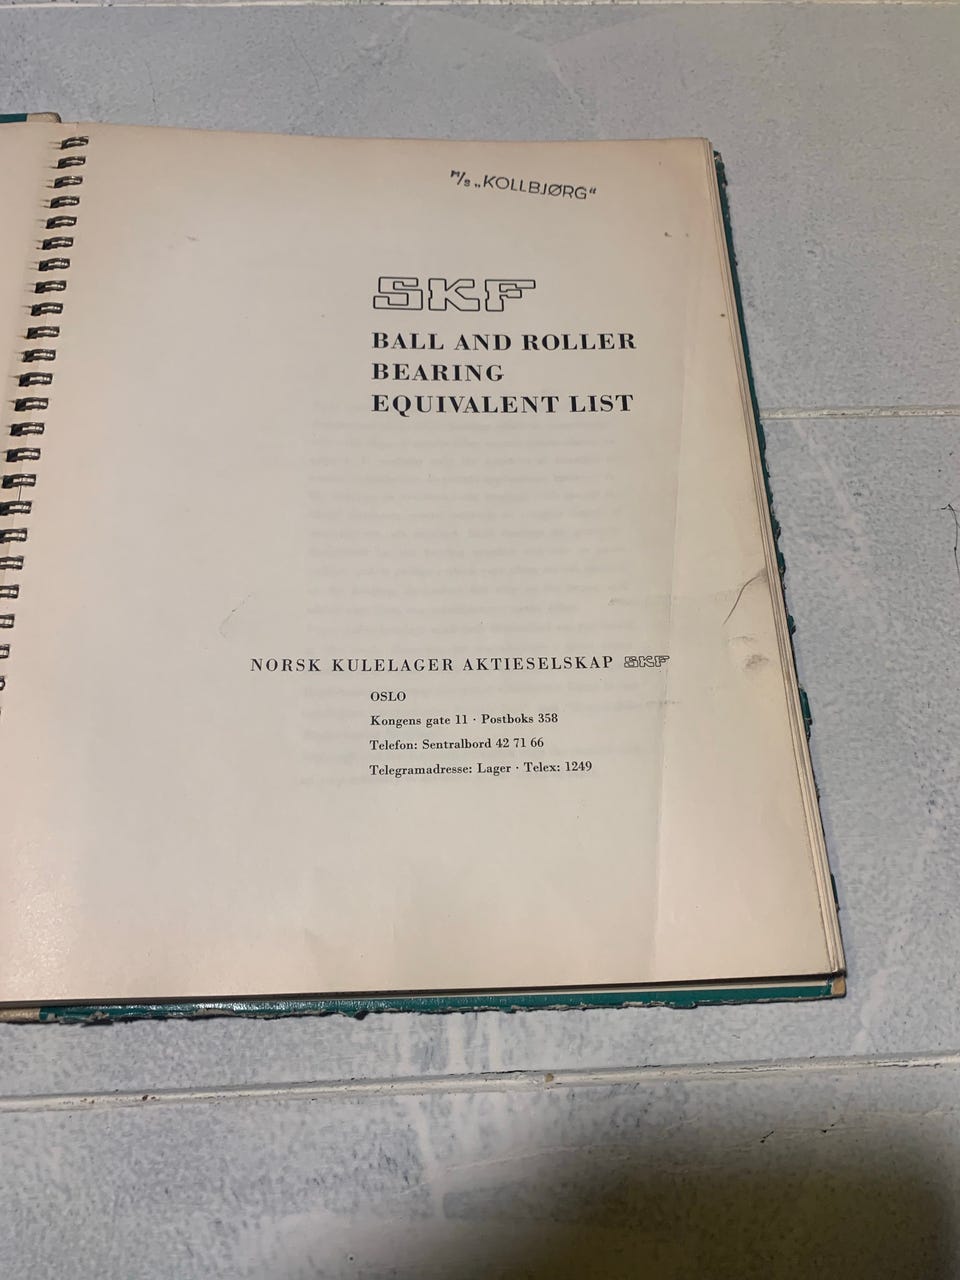 M/S „KOLLBJØRG“
SKF
BALL AND ROLLER
BEARING
EQUIVALENT LIST
NORSK KULELAGER AKTIESELSKAP SKF
OSLO
Kongens gate 11 · Postboks 358
Telefon: Sentralbord 42 71 66
Telegramadresse: Lager · Telex: 1249